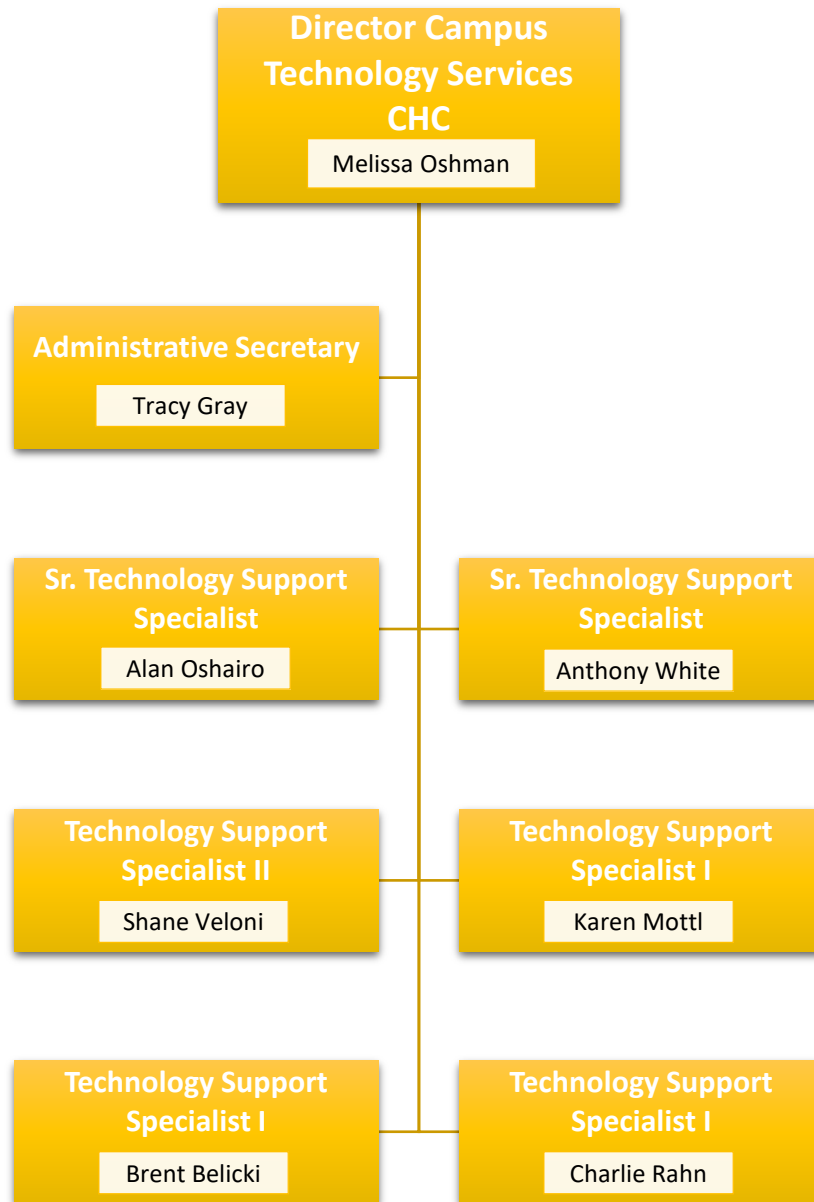 Director Campus
Technology Services
CHC
Melissa Oshman
Administrative Secretary
Tracy Gray
Sr. Technology Support
Specialist
Alan Oshairo
Sr. Technology Support
Specialist
Anthony White
Technology Support
Specialist II
Shane Veloni
Technology Support
Specialist I
Karen Mottl
Technology Support
Specialist I
Brent Belicki
Technology Support
Specialist I
Charlie Rahn